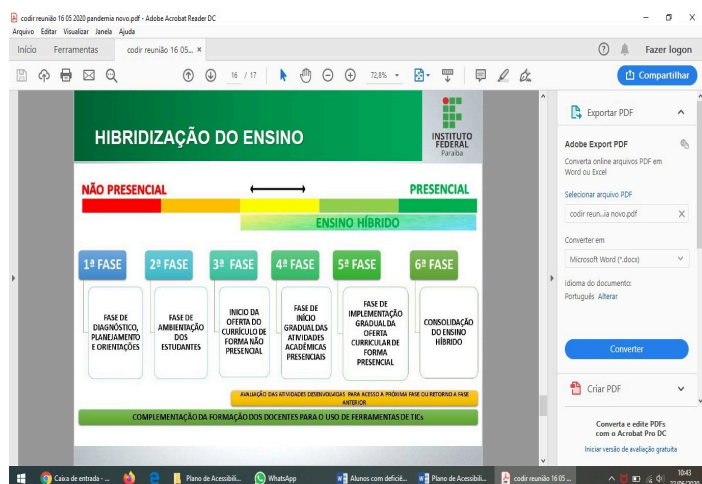 codir reunião 16 05 2020 pandemia novo.pdf - Adobe Acrobat Reader DC
Arquivo Editar Visualizar Janela Ajuda
Início Ferramentas codir reunião 16 05... × Fazer logon
16 / 17 72,8% Compartilhar
HIBRIDIZAÇÃO DO ENSINO
INSTITUTO
FEDERAL
Paraíba
NÃO PRESENCIAL PRESENCIAL
ENSINO HÍBRIDO
1ª FASE 2ª FASE 3ª FASE 4ª FASE 5ª FASE 6ª FASE
FASE DE
DIAGNÓSTICO,
PLANEJAMENTO
E ORIENTAÇÕES
FASE DE
AMBIENTAÇÃO
DOS
ESTUDANTES
INICIO DA
OFERTA DO
CURRÍCULO DE
FORMA NÃO
PRESENCIAL
FASE DE
INÍCIO
GRADUAL DAS
ATIVIDADES
ACADÊMICAS
PRESENCIAIS
FASE DE
IMPLEMENTAÇÃO
GRADUAL DA
OFERTA
CURRICULAR DE
FORMA
PRESENCIAL
CONSOLIDAÇÃO
DO ENSINO
HÍBRIDO
AVALIAÇÃO DAS ATIVIDADES DESENVOLVIDAS PARA ACESSO A PRÓXIMA FASE OU RETORNO A FASE
ANTERIOR
COMPLEMENTAÇÃO DA FORMAÇÃO DOS DOCENTES PARA O USO DE FERRAMENTAS DE TICs
Exportar PDF
Adobe Export PDF
Converta online arquivos PDF em
Word ou Excel
Selecionar arquivo PDF
codir reun...ia novo.pdf
Converter em
Microsoft Word (*.docx)
Idioma do documento:
Português Alterar
Converter
Criar PDF
Converta e edite PDFs
com o Acrobat Pro DC
Iniciar versão de avaliação gratuita
Caixa de entrada - ... Plano de Acessibili... WhatsApp Alunos com deficiê... Plano de Acessibili... codir reunião 16 05 ... 10:43
22/06/2020